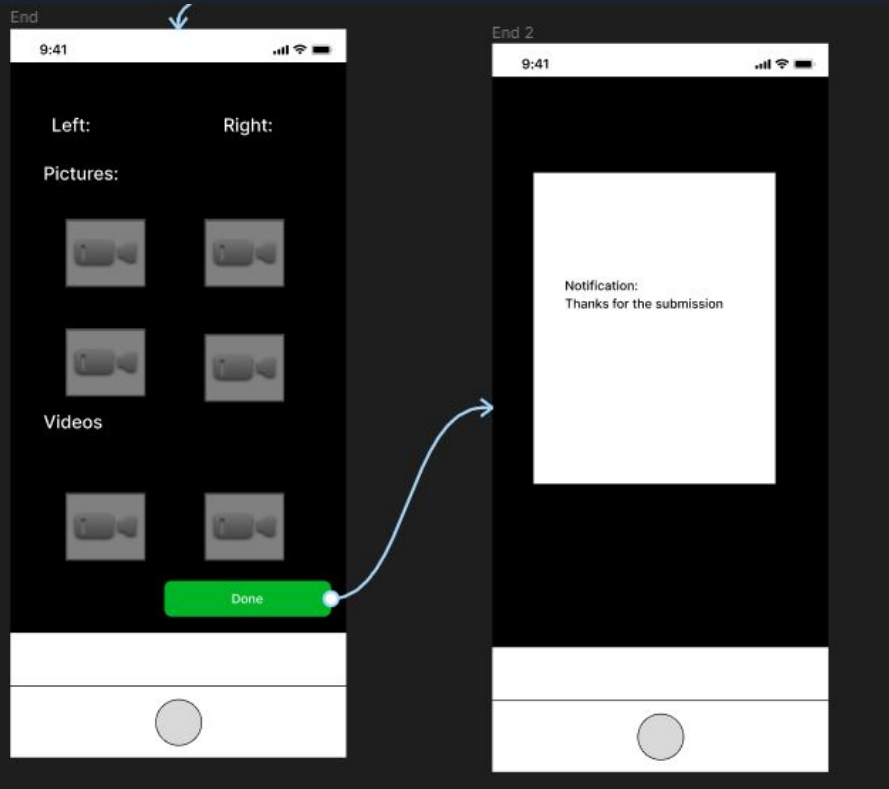 End
9:41
Left:
Right:
Pictures:
Videos
Done
End 2
9:41
Notification:
Thanks for the submission